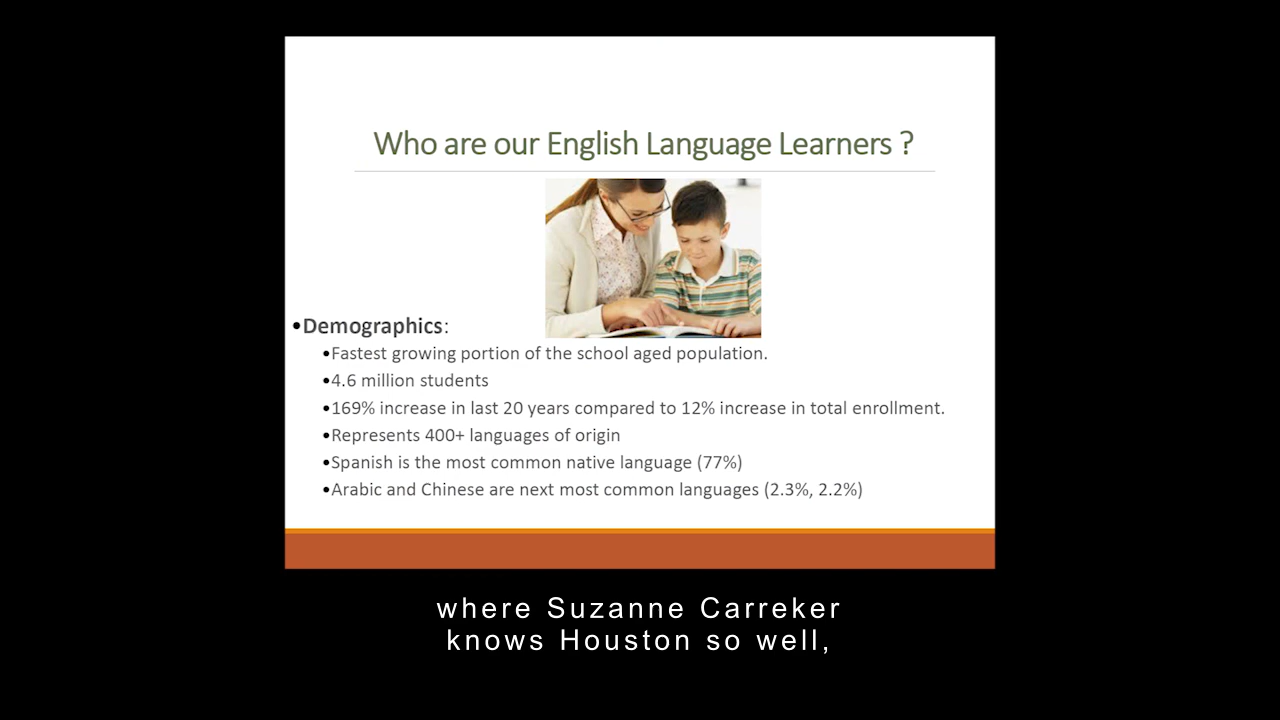 Who are our English Language Learners ?
•Demographics:
•Fastest growing portion of the school aged population.
•4.6 million students
•169% increase in last 20 years compared to 12% increase in total enrollment.
•Represents 400+ languages of origin
•Spanish is the most common native language (77%)
•Arabic and Chinese are next most common languages (2.3%, 2.2%)
where Suzanne Carreker
knows Houston so well,